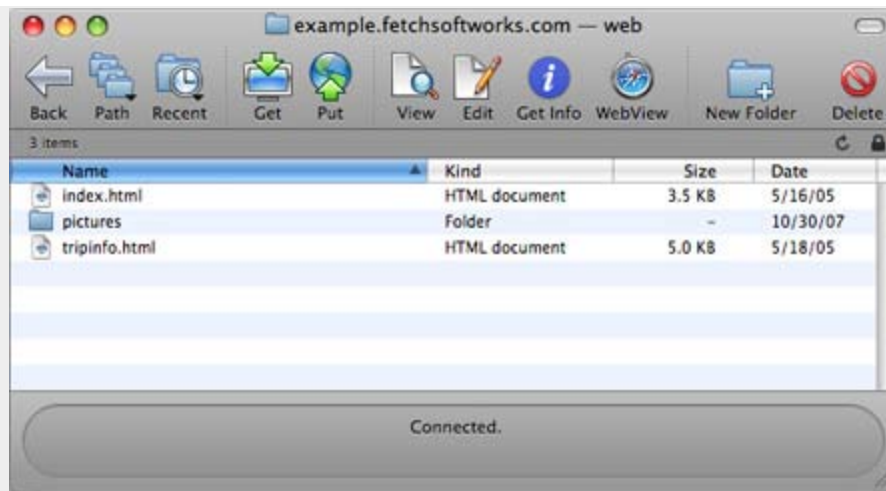 example.fetchsoftworks.com — web
Back Path Recent Get Put View Edit Get Info WebView New Folder Delete
3 items
Name Kind Size Date
index.html HTML document 3.5 KB 5/16/05
pictures Folder – 10/30/07
tripinfo.html HTML document 5.0 KB 5/18/05
Connected.